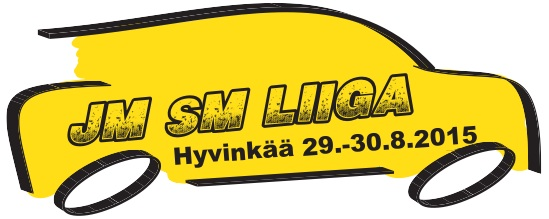 JM SM LIIGA
Hyvinkää 29.-30.8.2015